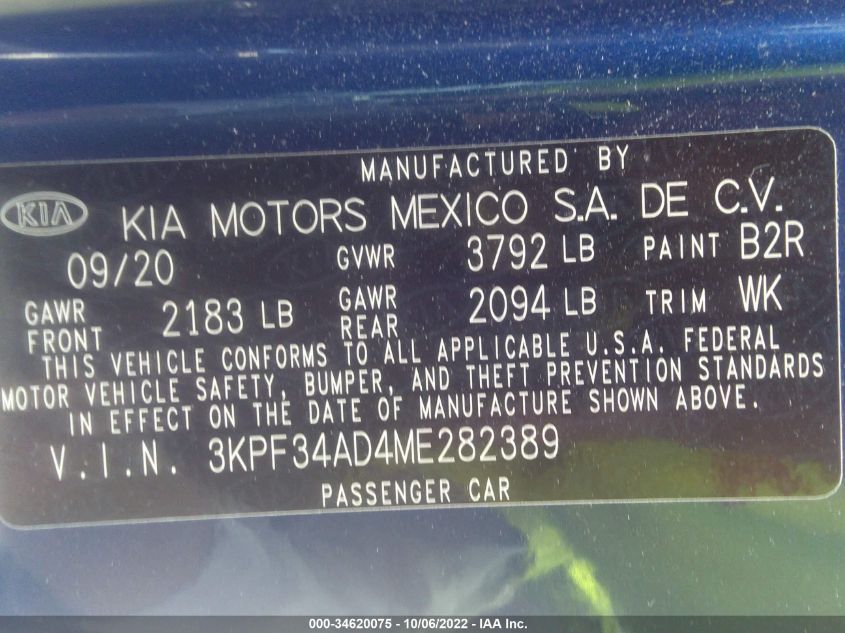 MANUFACTURED BY
KIA KIA MOTORS MEXICO S.A. DE C.V.
09/20 GVWR 3792 LB PAINT B2R
GAWR FRONT 2183 LB GAWR REAR 2094 LB TRIM WK
THIS VEHICLE CONFORMS TO ALL APPLICABLE U.S.A. FEDERAL
MOTOR VEHICLE SAFETY, BUMPER, AND THEFT PREVENTION STANDARDS
IN EFFECT ON THE DATE OF MANUFACTURE SHOWN ABOVE.
V.I.N. 3KPF34AD4ME282389
PASSENGER CAR
000-34620075 - 10/06/2022 - IAA Inc.